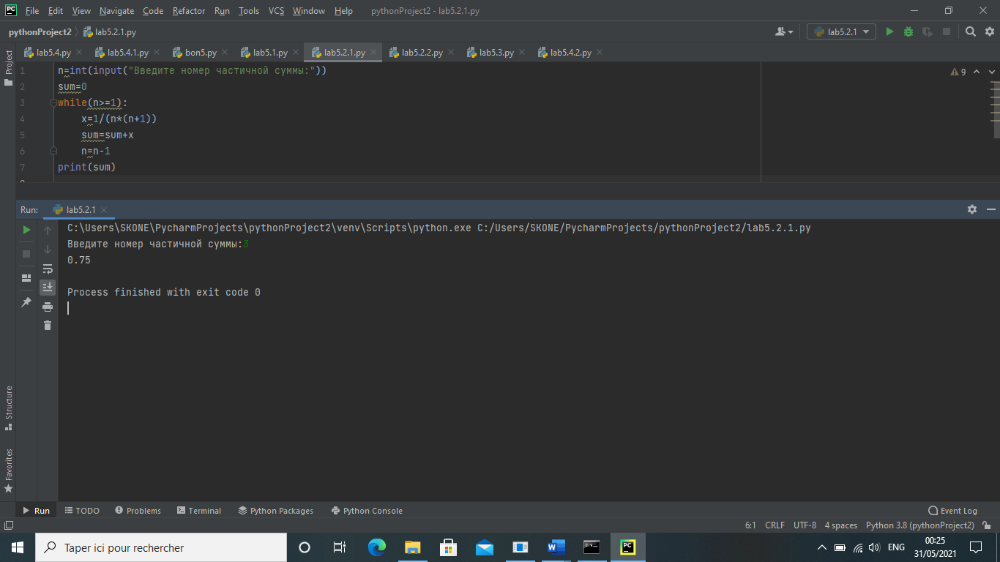 PC File Edit View Navigate Code Refactor Run Tools VCS Window Help pythonProject2 - lab5.2.1.py
pythonProject2 lab5.2.1.py lab5.2.1
lab5.4.py lab5.4.1.py bon5.py lab5.1.py lab5.2.1.py lab5.2.2.py lab5.3.py lab5.4.2.py
Project
1 n=int(input("Введите номер частичной суммы:")) 9
2 sum=0
3 while(n>=1):
4 x=1/(n*(n+1))
5 sum=sum+x
6 n=n-1
7 print(sum)
Run: lab5.2.1
C:\Users\SKONE\PycharmProjects\pythonProject2\venv\Scripts\python.exe C:/Users/SKONE/PycharmProjects/pythonProject2/lab5.2.1.py
Введите номер частичной суммы:3
0.75
Process finished with exit code 0
Structure
Favorites
Run TODO Problems Terminal Python Packages Python Console Event Log
6:1 CRLF UTF-8 4 spaces Python 3.8 (pythonProject2)
Taper ici pour rechercher W PC ENG 00:25
31/05/2021